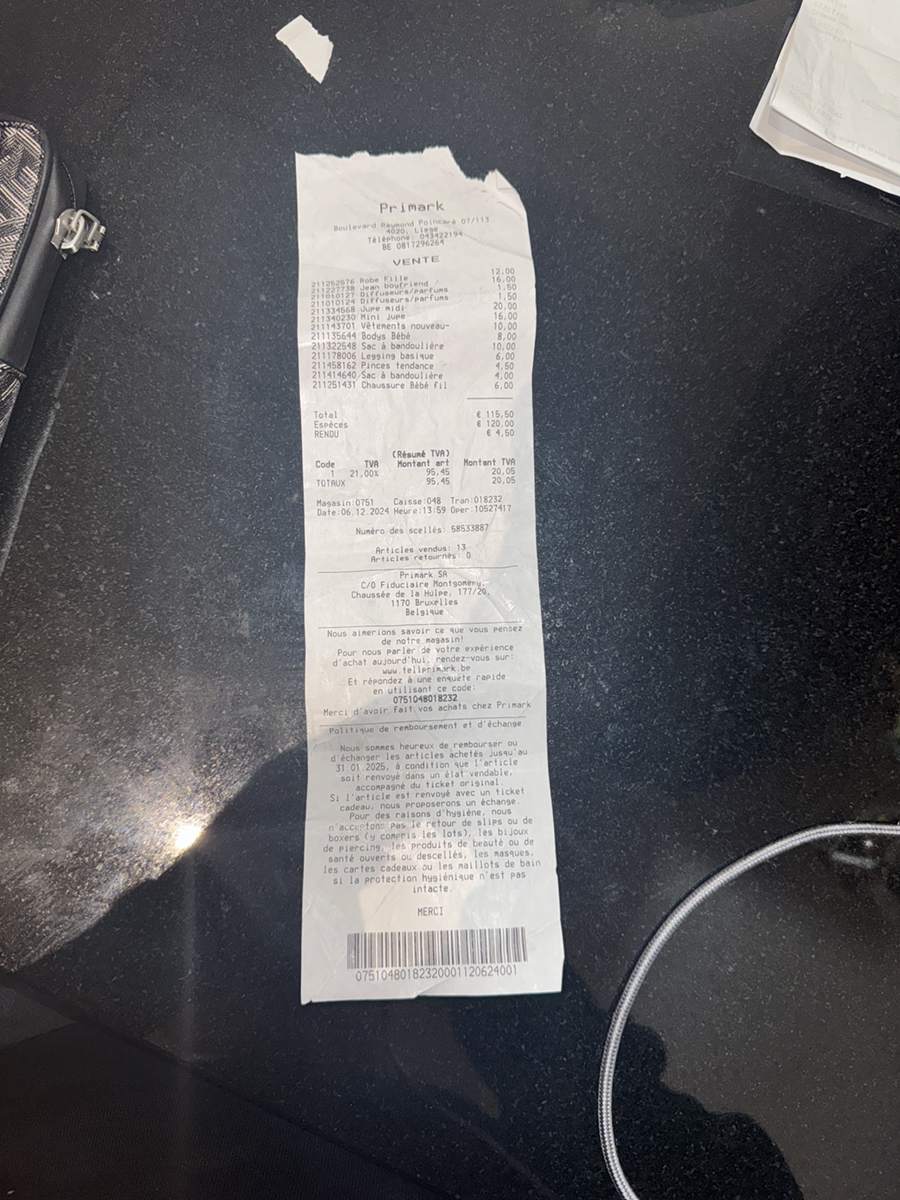 Primark
Boulevard Raymond Poincaré 07/113
4020, Liege
Téléphone: 043422194
BE 0817296264
VENTE
211252676 Robe Fille 12,00
211227738 Jean boyfriend 16,00
211010127 Diffuseurs/parfums 1,50
211010124 Diffuseurs/parfums 1,50
211334568 Jupe midi 20,00
211340230 Mini jupe 16,00
211143701 Vêtements nouveau- 10,00
211135644 Bodys Bébé 8,00
211322548 Sac à bandoulière 10,00
211178006 Legging basique 6,00
211458162 Pinces tendance 4,50
211414640 Sac à bandoulière 4,00
211251431 Chaussure Bébé fil 6,00
Total € 115,50
Espèces € 120,00
RENDU € 4,50
(Résumé TVA)
Code TVA Montant art Montant TVA
1 21,00% 95,45 20,05
TOTAUX 95,45 20,05
Magasin:0751 Caisse:048 Tran:018232
Date:06.12.2024 Heure:13:59 Oper:10527417
Numéro des scellés: 58533887
Articles vendus: 13
Articles retournés: 0
Primark SA
C/O Fiduciaire Montgomery,
Chaussée de la Hulpe, 177/20,
1170 Bruxelles
Belgique
Nous aimerions savoir ce que vous pensez
de notre magasin!
Pour nous parler de votre expérience
d'achat aujourd'hui, rendez-vous sur:
www.tellprimark.be
Et répondez à une enquête rapide
en utilisant ce code:
0751048018232
Merci d'avoir fait vos achats chez Primark
Politique de remboursement et d'échange
Nous sommes heureux de rembourser ou
d'échanger les articles achetés jusqu'au
31.01.2025, à condition que l'article
soit renvoyé dans un état vendable,
accompagné du ticket original.
Si l'article est renvoyé avec un ticket
cadeau, nous proposerons un échange.
Pour des raisons d'hygiène, nous
n'acceptons pas le retour de slips ou de
boxers (y compris les lots), les bijoux
de piercing, les produits de beauté ou de
santé ouverts ou descellés, les masques,
les cartes cadeaux ou les maillots de bain
si la protection hygiénique n'est pas
intacte.
MERCI
07510480182320001120624001